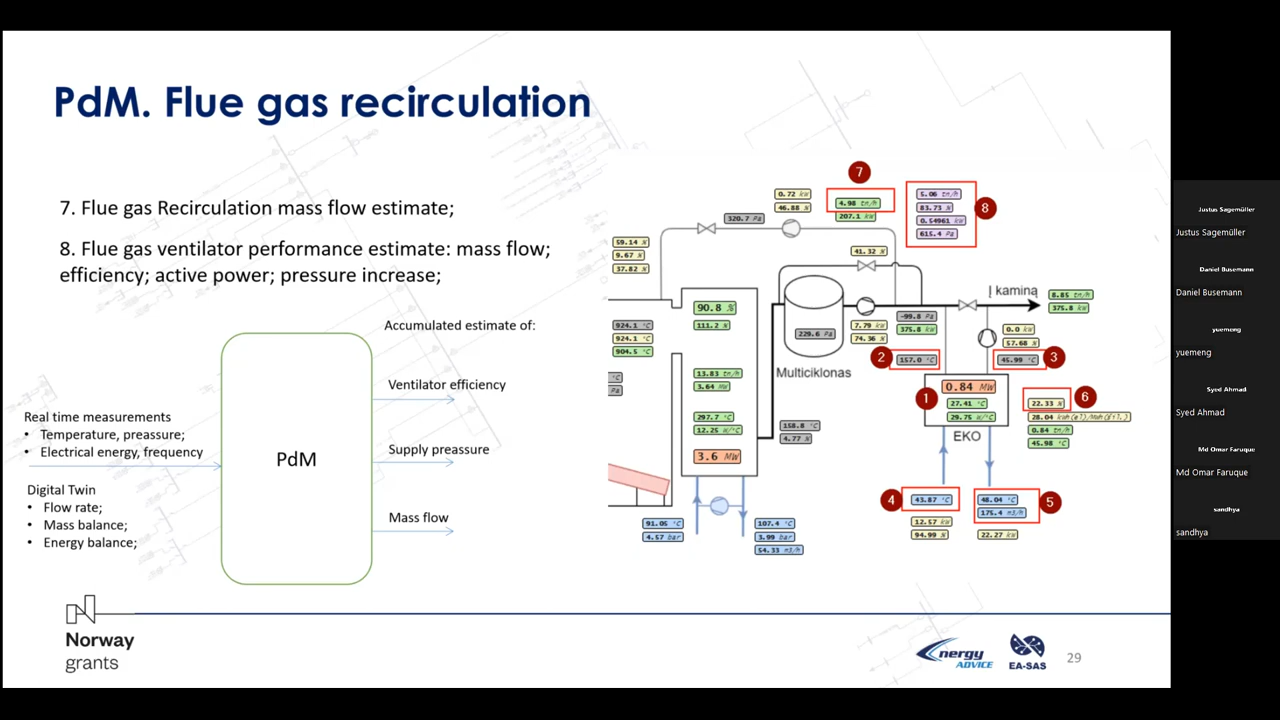 PdM. Flue gas recirculation
7. Flue gas Recirculation mass flow estimate;
8. Flue gas ventilator performance estimate: mass flow;
efficiency; active power; pressure increase;
Accumulated estimate of:
Ventilator efficiency
Supply preassure
Mass flow
Real time measurements
• Temperature, preassure;
• Electrical energy, frequency
Digital Twin
• Flow rate;
• Mass balance;
• Energy balance;
PdM
7
8
0.72 kW
46.88 %
4.98 tn/h
207.1 kW
5.06 tn/h
83.73 %
0.54961 kW
615.4 Pa
320.7 Pa
59.14 %
9.67 %
37.82 %
41.32 %
Į kaminą
8.85 tn/h
375.8 kW
90.8 %
111.2 %
924.1 °C
924.1 °C
904.5 °C
229.6 Pa
7.79 kW
74.36 %
-99.8 Pa
375.8 kW
0.0 kW
57.68 %
2
157.0 °C
45.99 °C
3
Multiciklonas
13.83 tn/h
3.64 MW
°C
%
1
0.84 MW
27.41 °C
29.75 W/°C
EKO
22.33 %
6
0.84 tn/h
45.98 °C
297.7 °C
12.25 W/°C
158.8 °C
4.77 %
3.6 MW
4
43.87 °C
12.57 kW
94.99 %
48.04 °C
175.4 m3/h
5
22.27 kW
91.05 °C
4.57 bar
107.4 °C
3.99 bar
54.33 m3/h
Norway
grants
nergy
ADVICE
EA-SAS
29
Justus Sagemüller
Justus Sagemüller
Daniel Busemann
Daniel Busemann
yuemeng
yuemeng
Syed Ahmad
Syed Ahmad
Md Omar Faruque
Md Omar Faruque
sandhya
sandhya